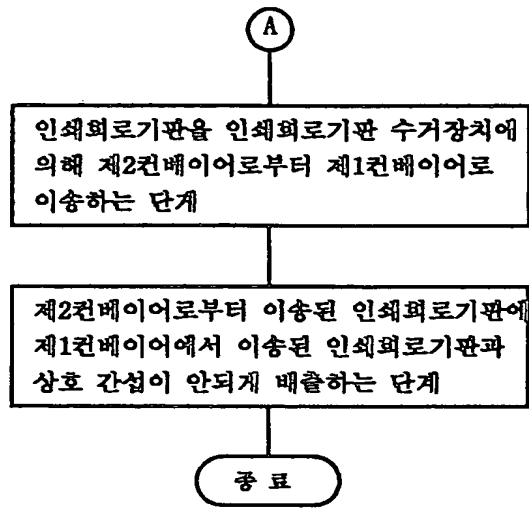 A
인쇄회로기판을 인쇄회로기판 수거장치에
의해 제2컨베이어로부터 제1컨베이어로
이송하는 단계
제2컨베이어로부터 이송된 인쇄회로기판에
제1컨베이어에서 이송된 인쇄회로기판과
상호 간섭이 안되게 배출하는 단계
종 료